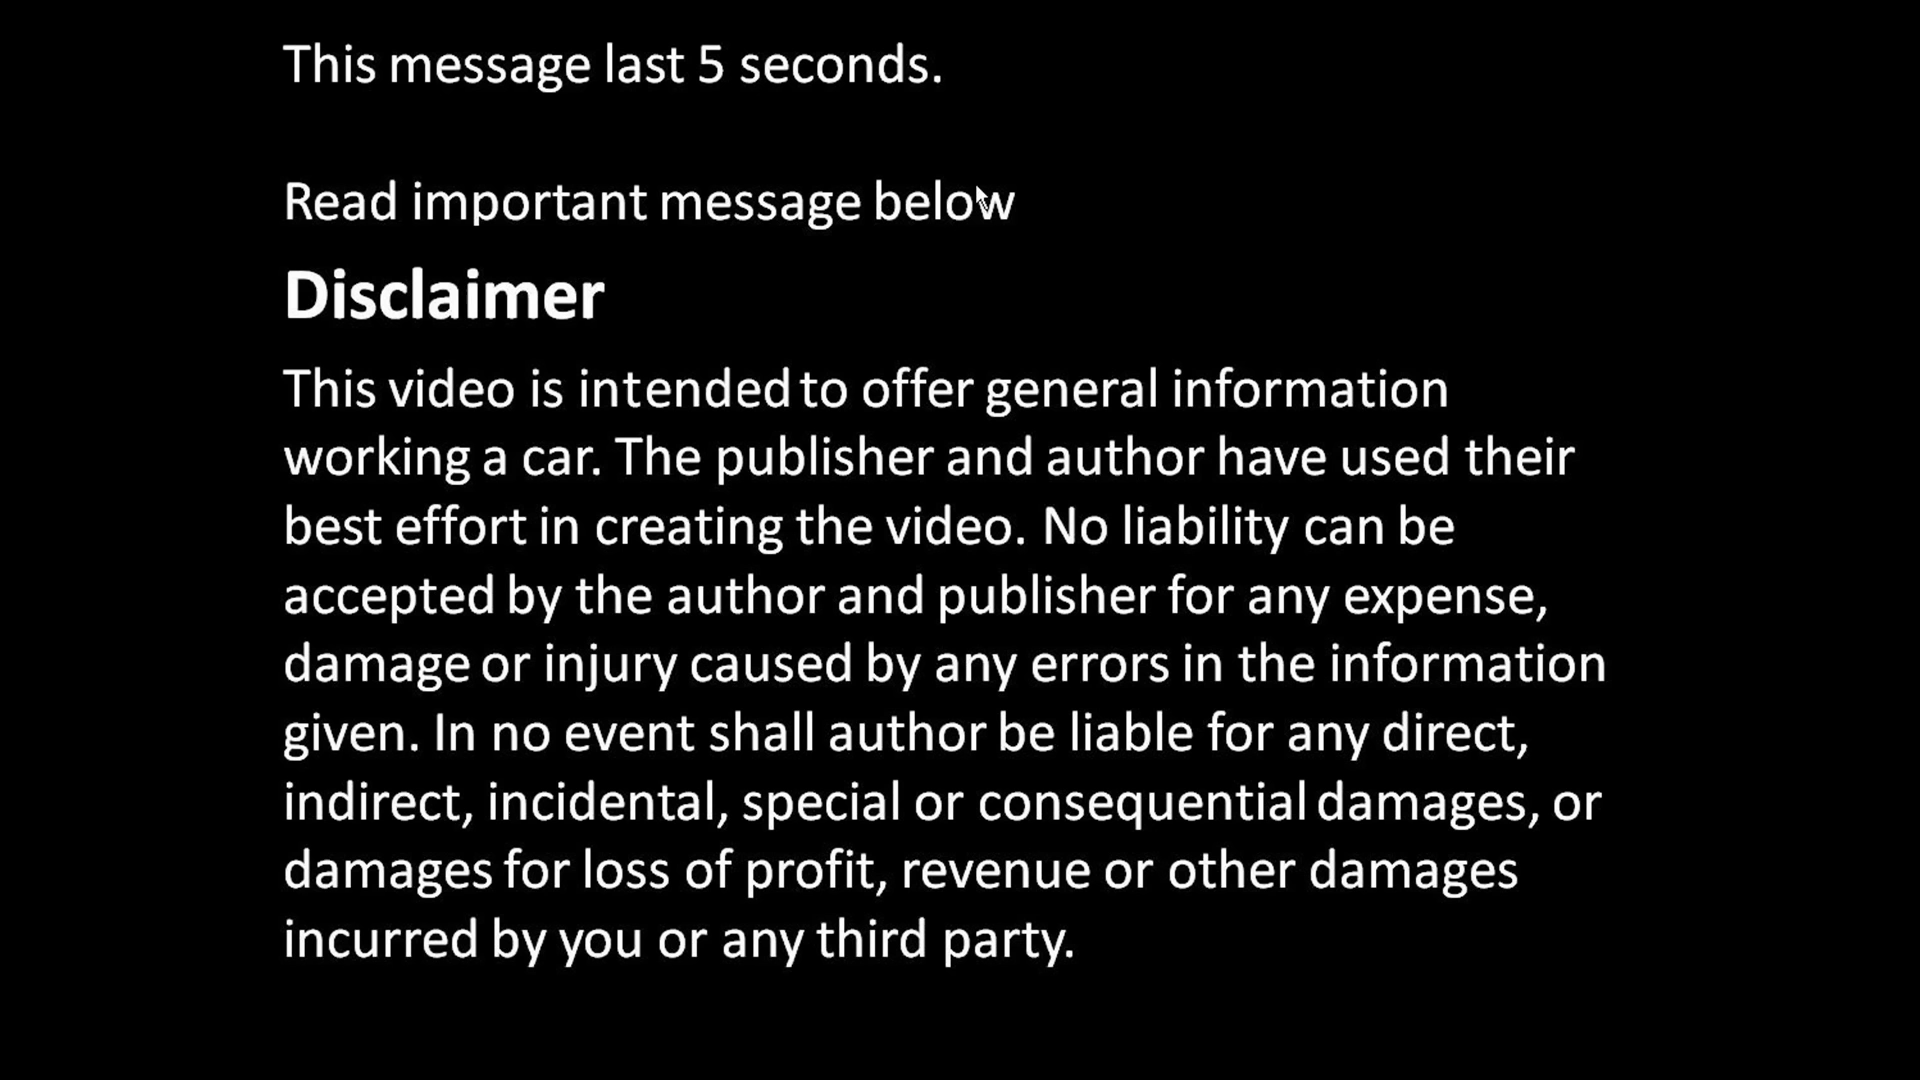 This message last 5 seconds.
Read important message below
Disclaimer
This video is intended to offer general information
working a car. The publisher and author have used their
best effort in creating the video. No liability can be
accepted by the author and publisher for any expense,
damage or injury caused by any errors in the information
given. In no event shall author be liable for any direct,
indirect, incidental, special or consequential damages, or
damages for loss of profit, revenue or other damages
incurred by you or any third party.